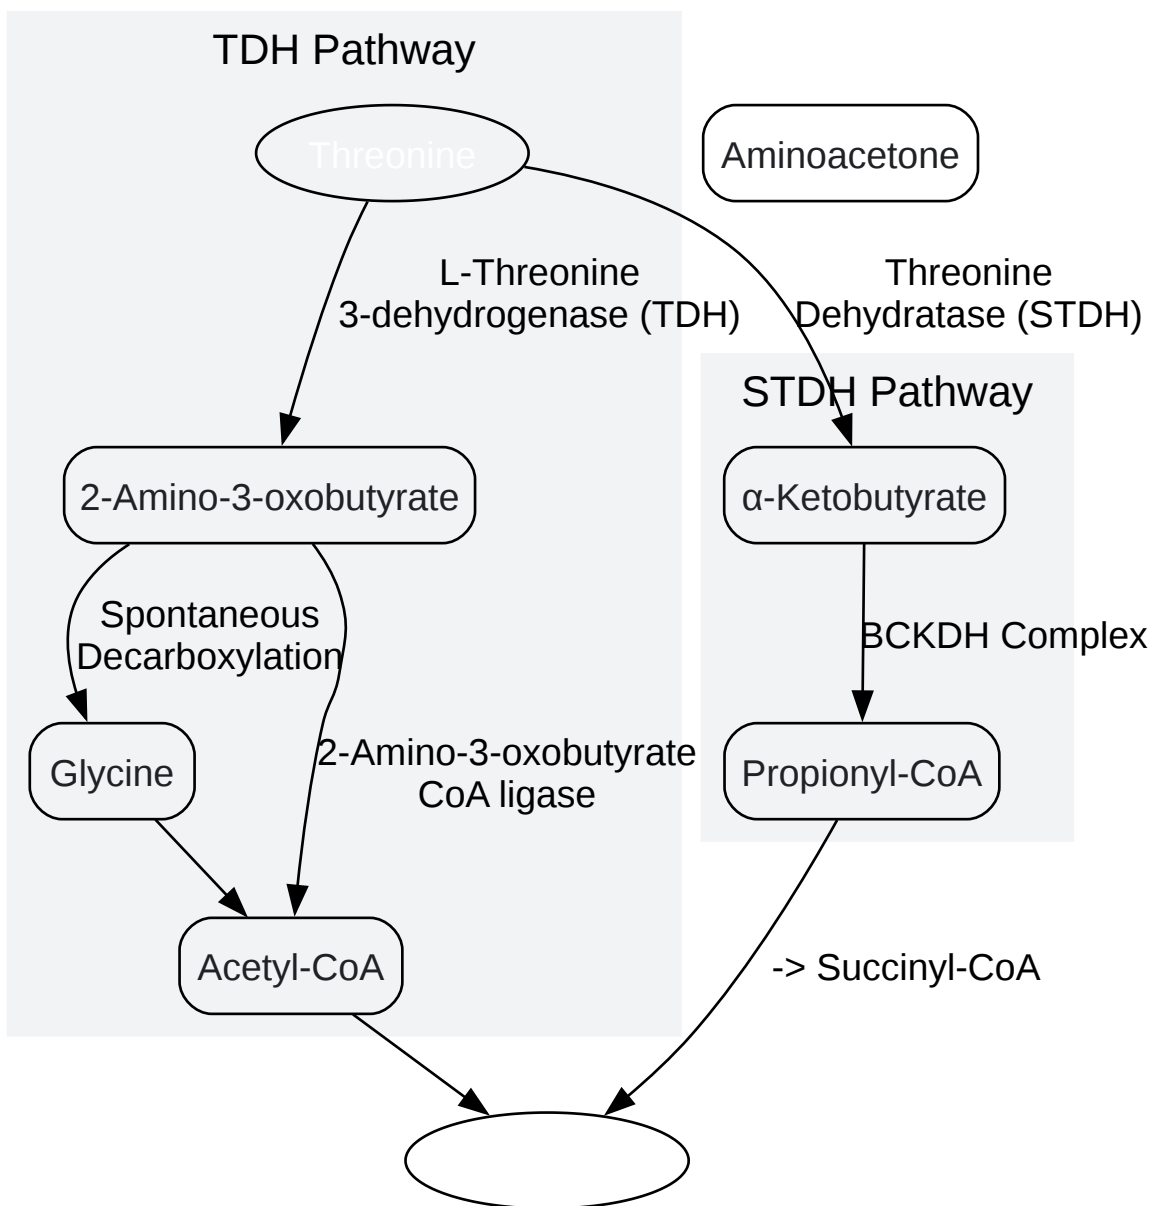 TDH Pathway
Threonine
Aminoacetone
L-Threonine
3-dehydrogenase (TDH)
Threonine
Dehydratase (STDH)
STDH Pathway
2-Amino-3-oxobutyrate
α-Ketobutyrate
Spontaneous
Decarboxylation
BCKDH Complex
Glycine
2-Amino-3-oxobutyrate
CoA ligase
Propionyl-CoA
Acetyl-CoA
-> Succinyl-CoA